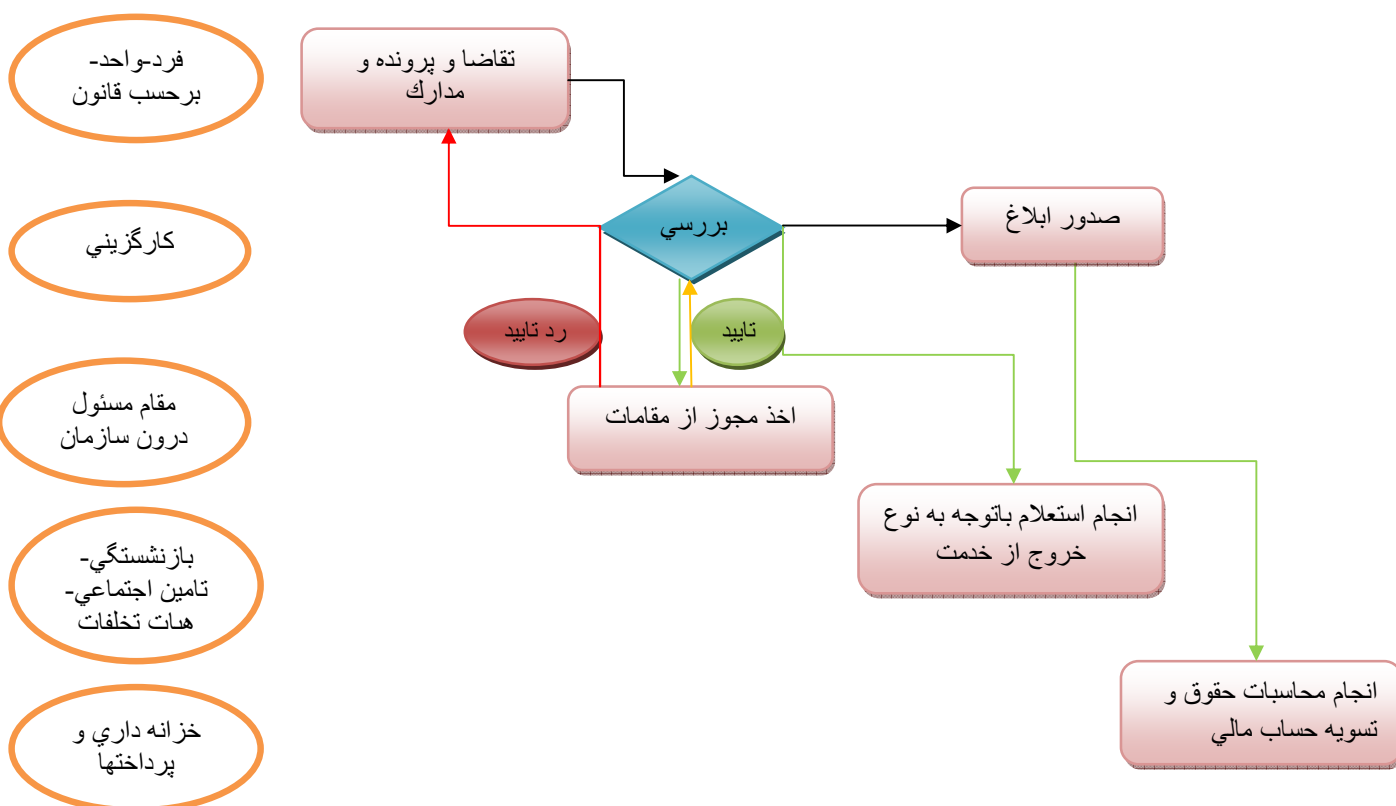 فرد-واحد-
برحسب قانون
تقاضا و پرونده و
مدارك
كارگزيني
بررسي
صدور ابلاغ
رد تاييد
تاييد
مقام مسئول
درون سازمان
اخذ مجوز از مقامات
انجام استعلام باتوجه به نوع
خروج از خدمت
بازنشستگي-
تامين اجتماعي-
هىات تخلفات
انجام محاسبات حقوق و
تسويه حساب مالي
خزانه داري و
پرداختها